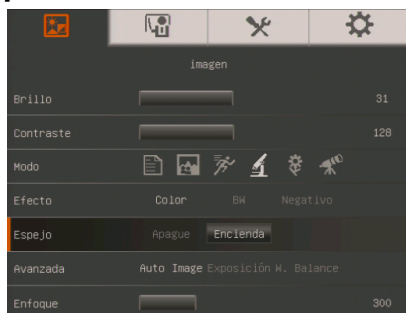 imagen
Brillo 31
Contraste 128
Modo
Efecto Color BW Negativo
Espejo Apague Encienda
Avanzada Auto Image Exposición W. Balance
Enfoque 300